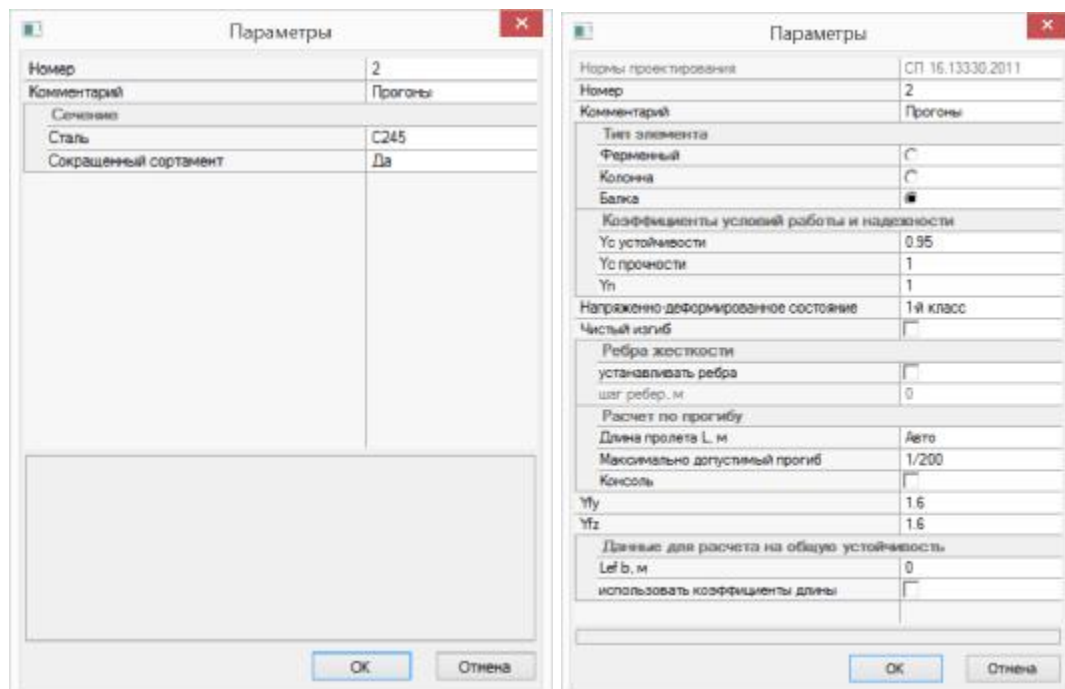 Параметры
Номер 2
Комментарий Прогоны
Сечение
Сталь С245
Сокращенный сортамент Да
ОК Отмена
Параметры
Нормы проектирования СП 16.13330.2011
Номер 2
Комментарий Прогоны
Тип элемента
Ферменный
Колонна
Балка
Коэффициенты условий работы и надежности
Yc устойчивости 0.95
Yc прочности 1
Yn 1
Напряженно-деформированное состояние 1-й класс
Чистый изгиб
Ребра жесткости
устанавливать ребра
шаг ребер, м 0
Расчет по прогибу
Длина пролета L, м Авто
Максимально допустимый прогиб 1/200
Консоль
Yfy 1.6
Yfz 1.6
Данные для расчета на общую устойчивость
Lef b, м 0
использовать коэффициенты длины
ОК Отмена